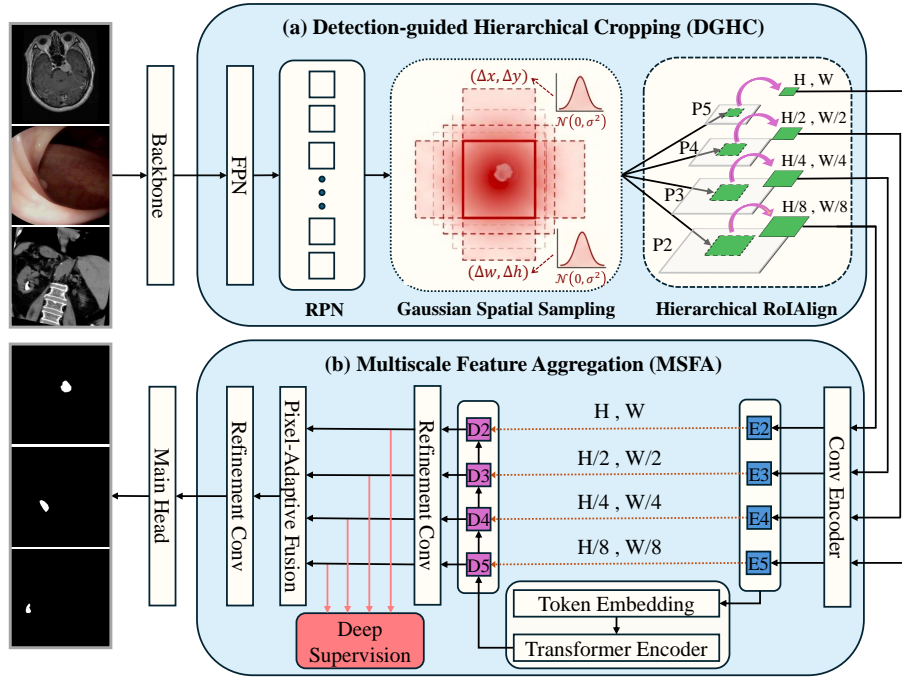 (a) Detection-guided Hierarchical Cropping (DGHC)
Backbone
FPN
RPN
(Δx, Δy)
𝒩(0, σ²)
(Δw, Δh)
𝒩(0, σ²)
Gaussian Spatial Sampling
P5
H , W
P4
H/2 , W/2
P3
H/4 , W/4
P2
H/8 , W/8
Hierarchical RoIAlign
(b) Multiscale Feature Aggregation (MSFA)
Main Head
Refinement Conv
Pixel-Adaptive Fusion
Refinement Conv
D2
H , W
E2
D3
H/2 , W/2
E3
D4
H/4 , W/4
E4
D5
H/8 , W/8
E5
Conv Encoder
Deep
Supervision
Token Embedding
Transformer Encoder